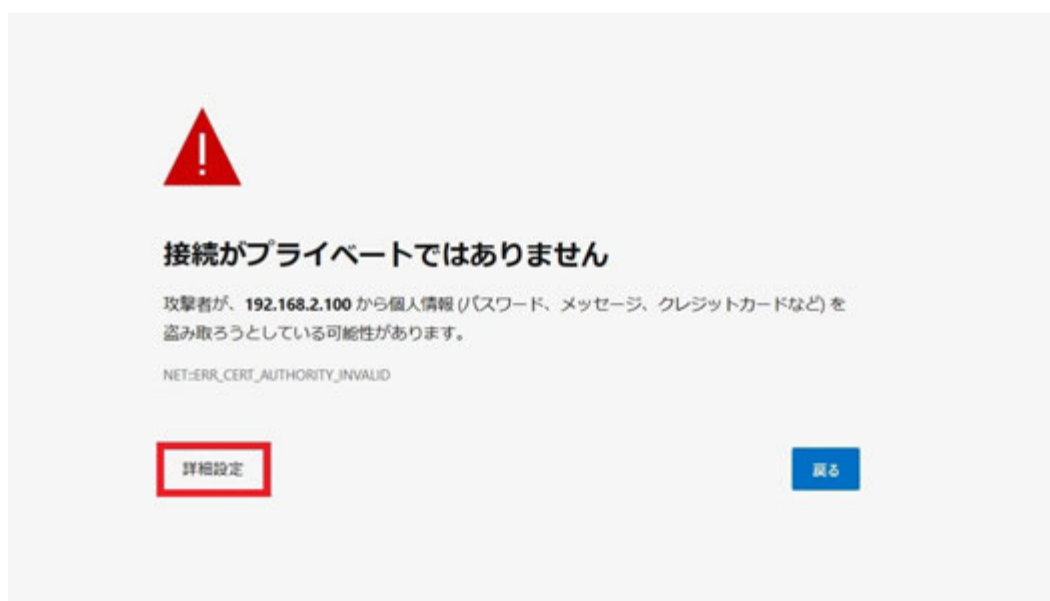 接続がプライベートではありません
攻撃者が、192.168.2.100 から個人情報 (パスワード、メッセージ、クレジットカードなど) を
盗み取ろうとしている可能性があります。
NET::ERR_CERT_AUTHORITY_INVALID
詳細設定
戻る